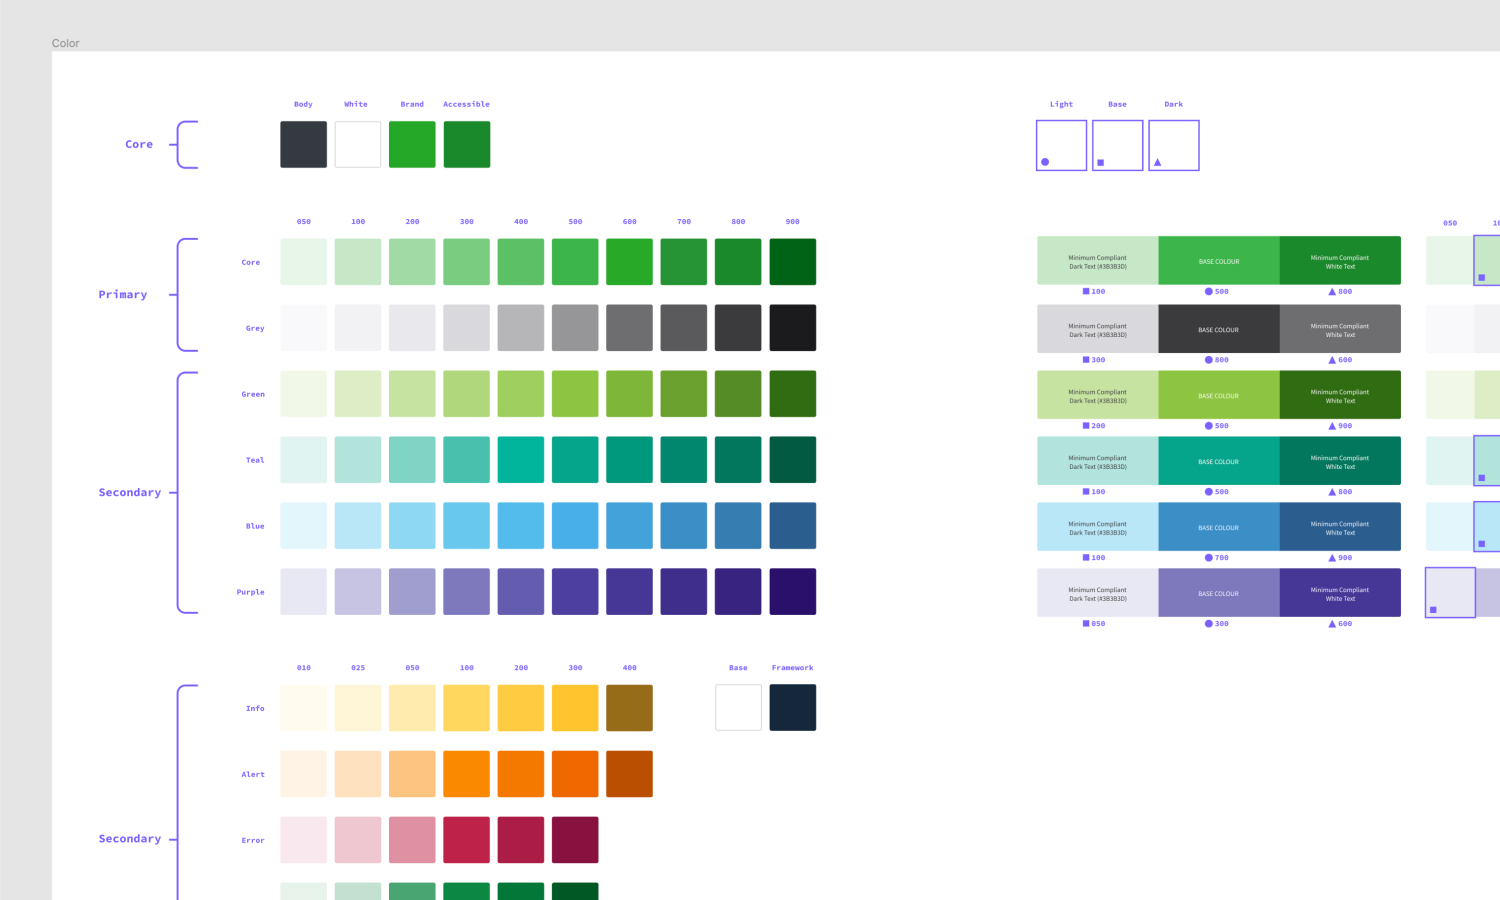 Color
Body White Brand Accessible
Light Base Dark
Core
050 100 200 300 400 500 600 700 800 900
050
Core
Minimum Compliant
Dark Text (#3B3B3D)
BASE COLOUR
Minimum Compliant
White Text
100 500 800
Primary
Grey
Minimum Compliant
Dark Text (#3B3B3D)
BASE COLOUR
Minimum Compliant
White Text
300 800 600
Green
Minimum Compliant
Dark Text (#3B3B3D)
BASE COLOUR
Minimum Compliant
White Text
200 500 900
Teal
Minimum Compliant
Dark Text (#3B3B3D)
BASE COLOUR
Minimum Compliant
White Text
100 500 800
Secondary
Blue
Minimum Compliant
Dark Text (#3B3B3D)
BASE COLOUR
Minimum Compliant
White Text
100 700 900
Purple
Minimum Compliant
Dark Text (#3B3B3D)
BASE COLOUR
Minimum Compliant
White Text
050 300 600
010 025 050 100 200 300 400
Base Framework
Info
Alert
Secondary
Error